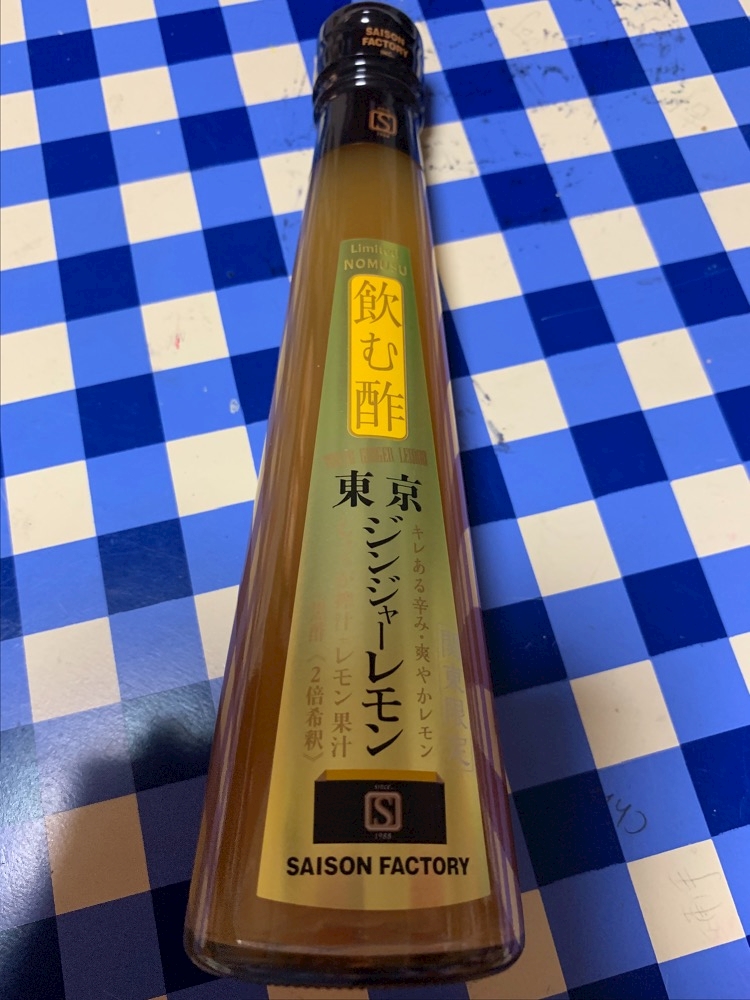 SAISON
FACTORY
S
Limited
NOMUSU
飲む酢
東京
ジンジャーレモン
キレある辛み・爽やかレモン
レモン果汁
〈2倍希釈〉
SINCE
S
1988
SAISON FACTORY